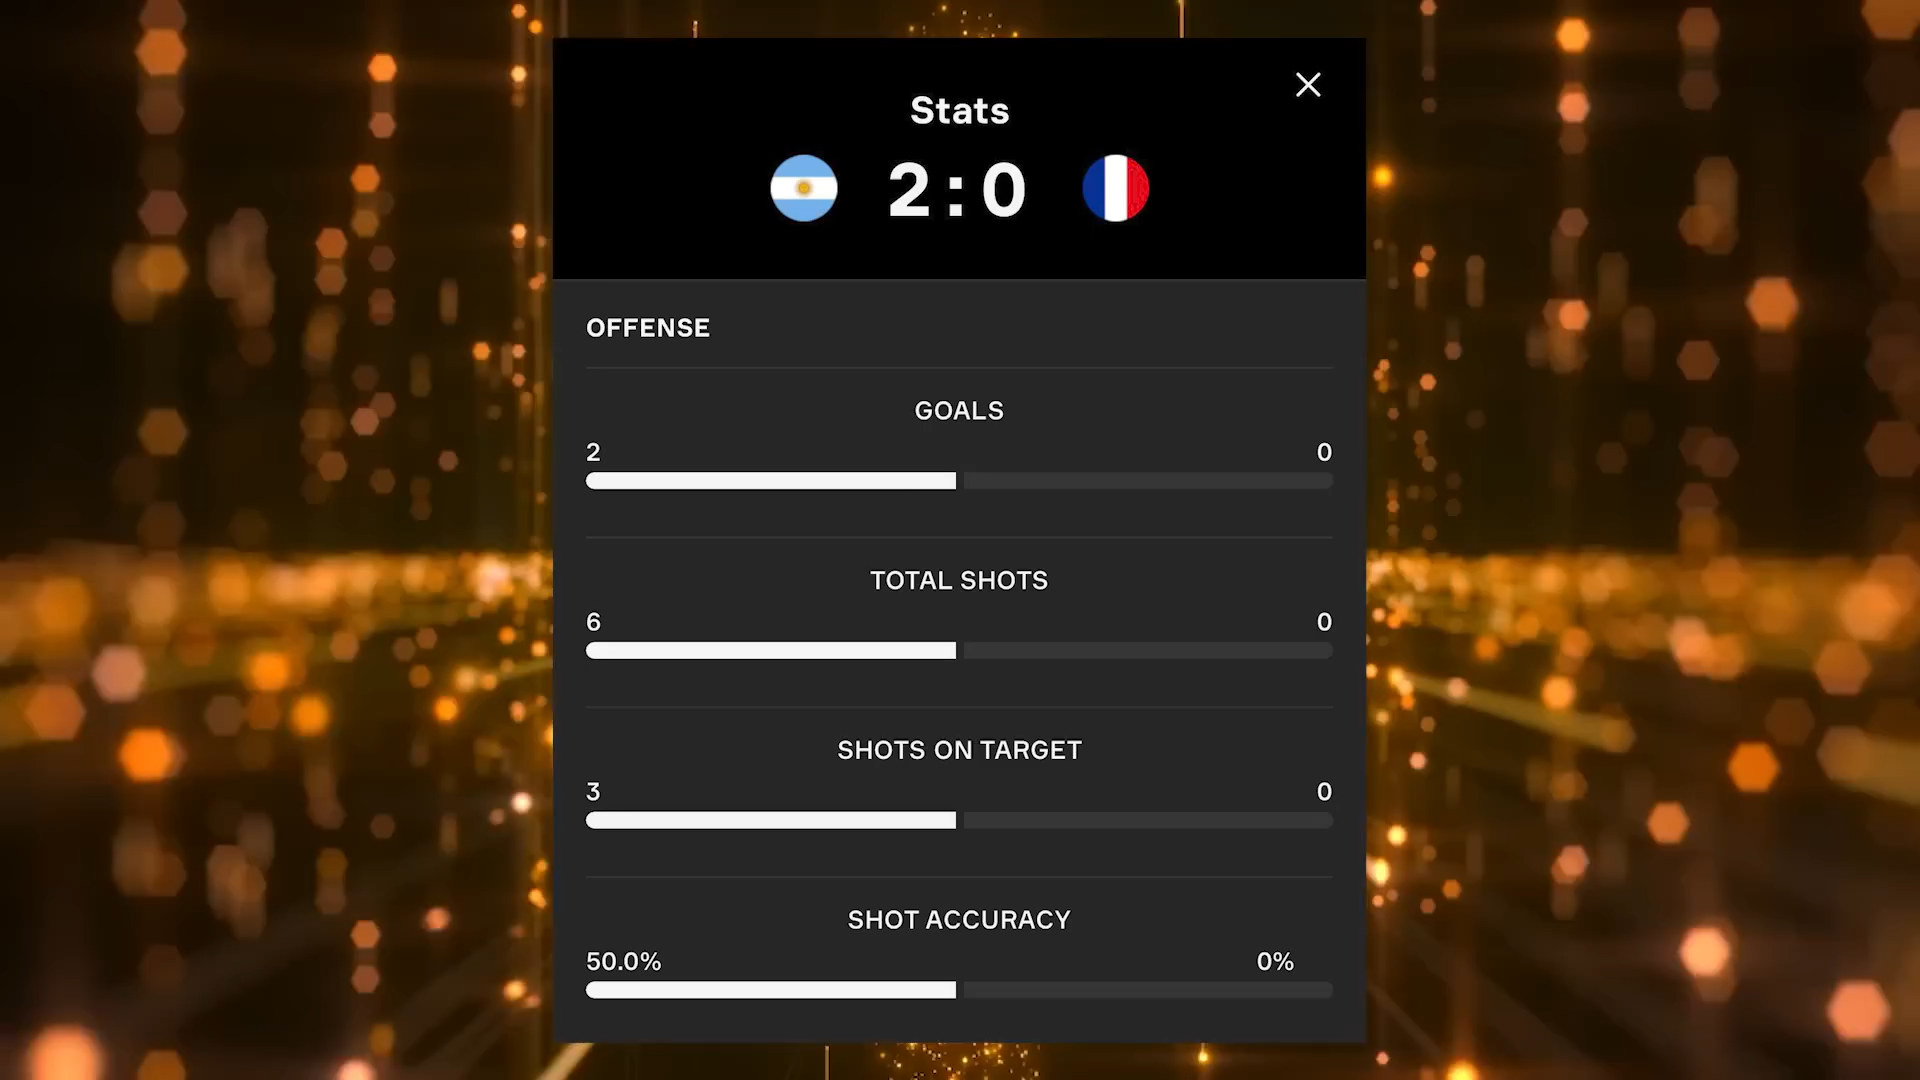 Stats
2:0
OFFENSE
GOALS
2 0
TOTAL SHOTS
6 0
SHOTS ON TARGET
3 0
SHOT ACCURACY
50.0% 0%